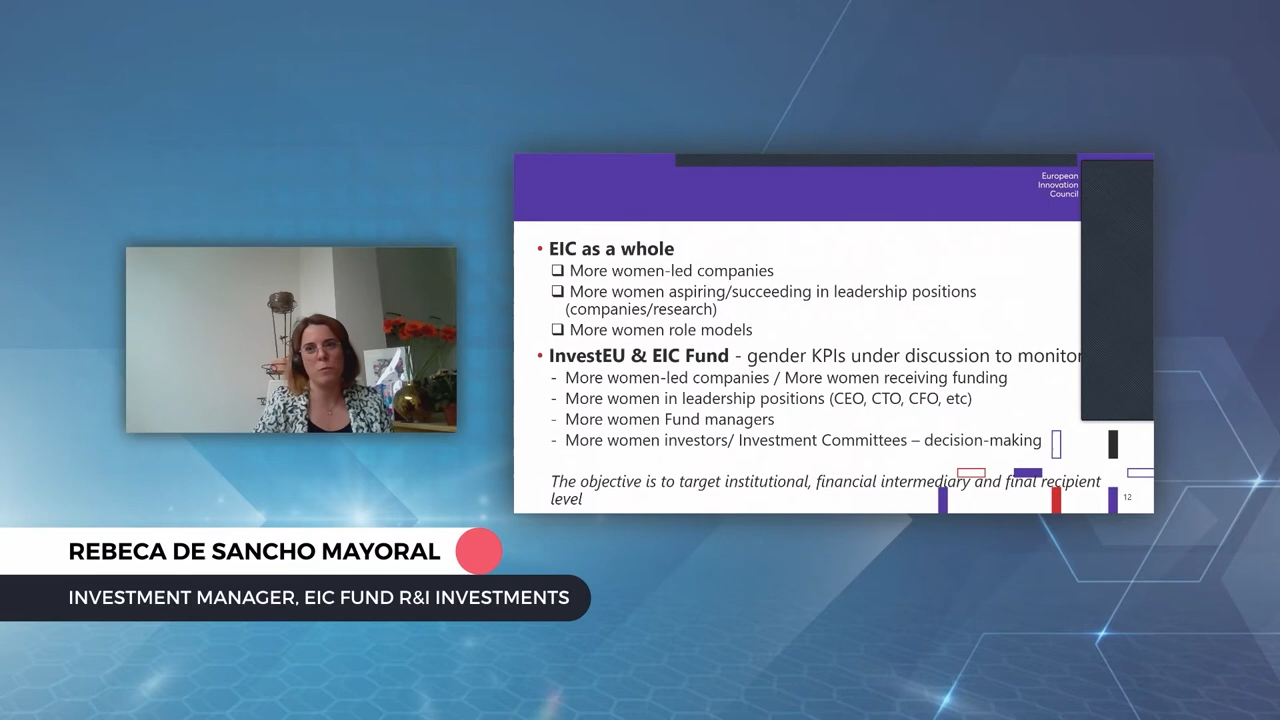 European
Innovation
Council
• EIC as a whole
❑ More women-led companies
❑ More women aspiring/succeeding in leadership positions
(companies/research)
❑ More women role models
• InvestEU & EIC Fund - gender KPIs under discussion to monitor
- More women-led companies / More women receiving funding
- More women in leadership positions (CEO, CTO, CFO, etc)
- More women Fund managers
- More women investors/ Investment Committees – decision-making
The objective is to target institutional, financial intermediary and final recipient
level
12
REBECA DE SANCHO MAYORAL
INVESTMENT MANAGER, EIC FUND R&I INVESTMENTS